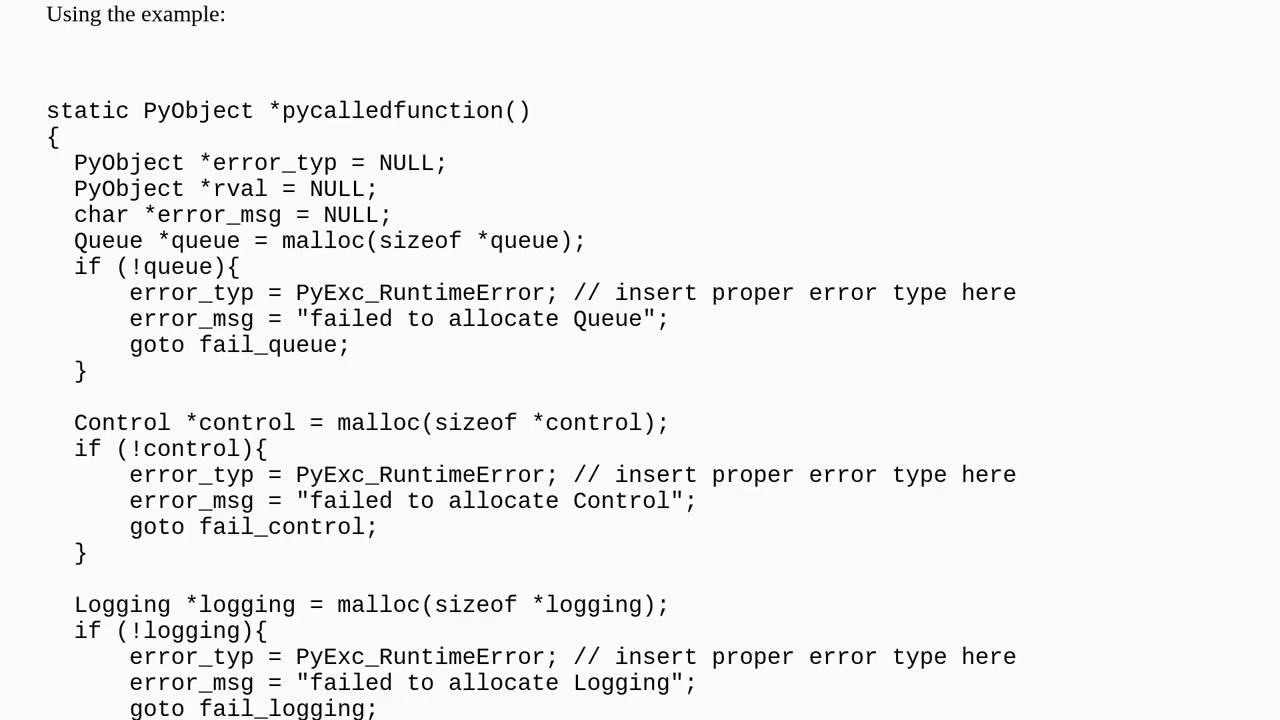 Using the example:
static PyObject *pycalledfunction()
{
  PyObject *error_typ = NULL;
  PyObject *rval = NULL;
  char *error_msg = NULL;
  Queue *queue = malloc(sizeof *queue);
  if (!queue){
      error_typ = PyExc_RuntimeError; // insert proper error type here
      error_msg = "failed to allocate Queue";
      goto fail_queue;
  }
  Control *control = malloc(sizeof *control);
  if (!control){
      error_typ = PyExc_RuntimeError; // insert proper error type here
      error_msg = "failed to allocate Control";
      goto fail_control;
  }
  Logging *logging = malloc(sizeof *logging);
  if (!logging){
      error_typ = PyExc_RuntimeError; // insert proper error type here
      error_msg = "failed to allocate Logging";
      goto fail_logging;